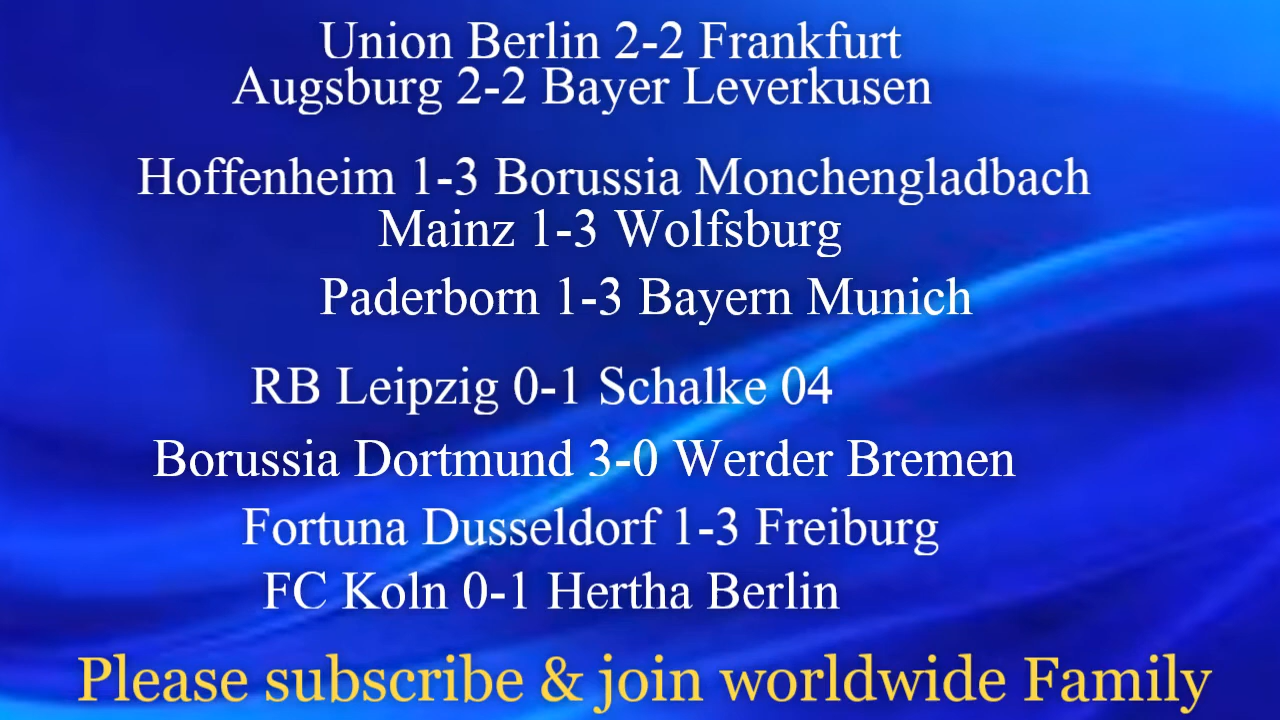 Union Berlin 2-2 Frankfurt
Augsburg 2-2 Bayer Leverkusen
Hoffenheim 1-3 Borussia Monchengladbach
Mainz 1-3 Wolfsburg
Paderborn 1-3 Bayern Munich
RB Leipzig 0-1 Schalke 04
Borussia Dortmund 3-0 Werder Bremen
Fortuna Dusseldorf 1-3 Freiburg
FC Koln 0-1 Hertha Berlin
Please subscribe & join worldwide Family